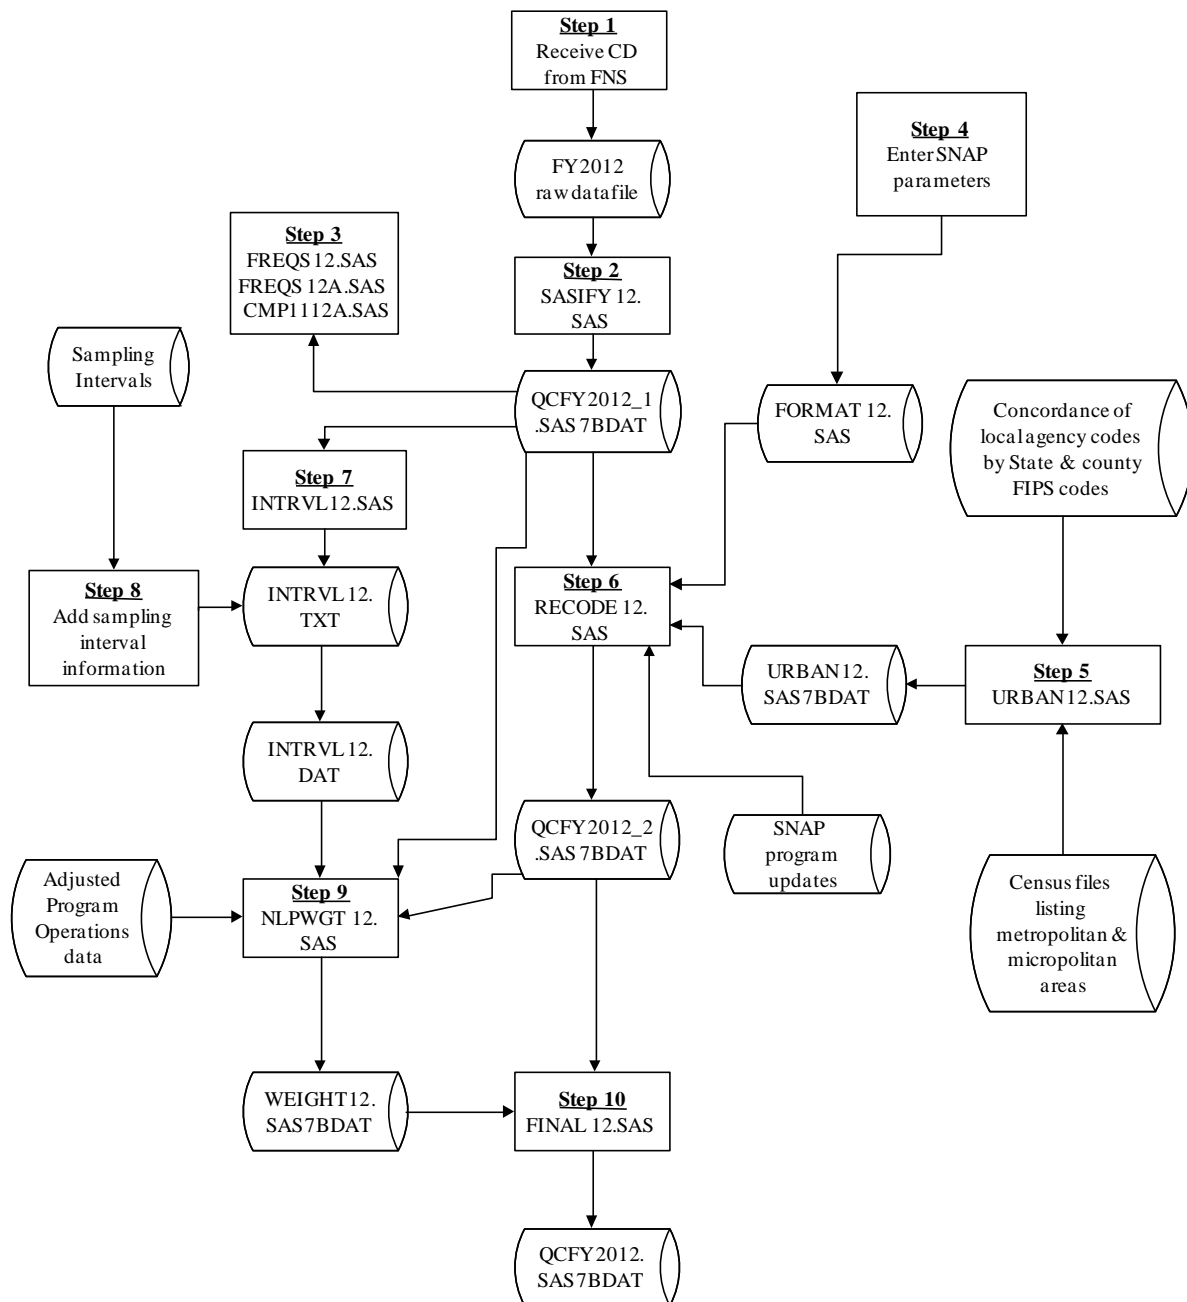 Step 1
Receive CD
from FNS
FY2012
raw data file
Step 4
Enter SNAP
parameters
Step 3
FREQS12.SAS
FREQS12A.SAS
CMP1112A.SAS
Step 2
SASIFY12.
SAS
Sampling
Intervals
QCFY2012_1
.SAS7BDAT
FORMAT12.
SAS
Concordance of
local agency codes
by State & county
FIPS codes
Step 7
INTRVL12.SAS
Step 8
Add sampling
interval
information
INTRVL12.
TXT
Step 6
RECODE12.
SAS
URBAN12.
SAS7BDAT
Step 5
URBAN12.SAS
INTRVL12.
DAT
QCFY2012_2
.SAS7BDAT
SNAP
program
updates
Adjusted
Program
Operations
data
Step 9
NLPWGT12.
SAS
Census files
listing
metropolitan &
micropolitan
areas
WEIGHT12.
SAS7BDAT
Step 10
FINAL12.SAS
QCFY2012.
SAS7BDAT